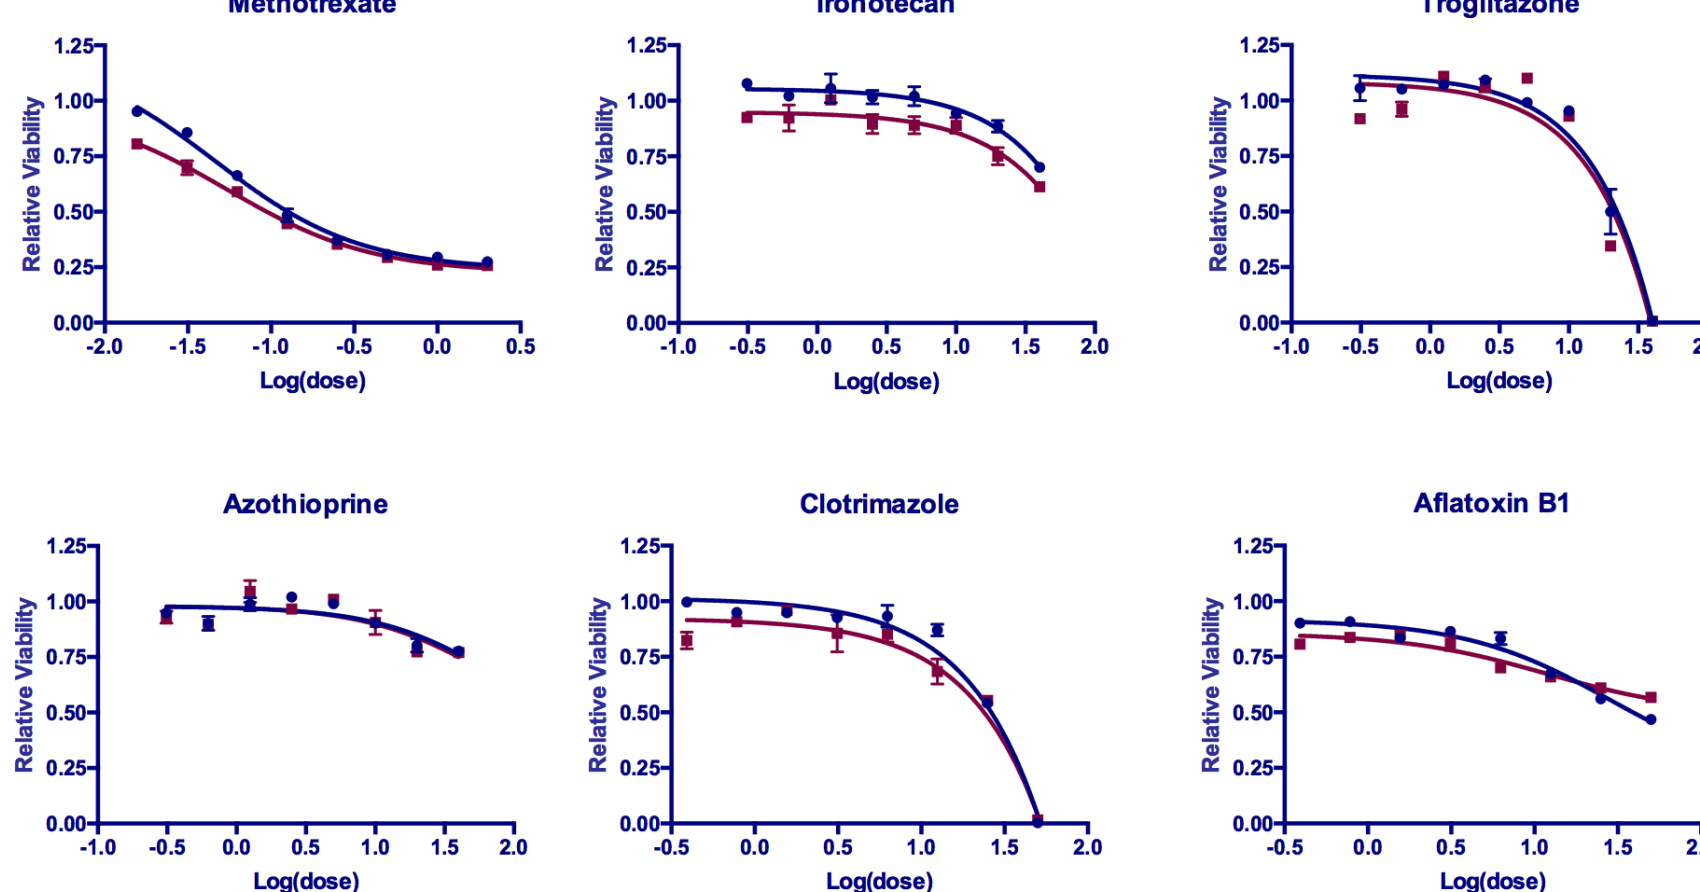 Methotrexate
Ironotecan
Troglitazone
1.25
1.00
0.75
0.50
0.25
0.00
Relative Viability
-2.0 -1.5 -1.0 -0.5 0.0 0.5
Log(dose)
1.25
1.00
0.75
0.50
0.25
0.00
Relative Viability
-1.0 -0.5 0.0 0.5 1.0 1.5 2.0
Log(dose)
1.25
1.00
0.75
0.50
0.25
0.00
Relative Viability
-1.0 -0.5 0.0 0.5 1.0 1.5 2
Log(dose)
Azothioprine
1.25
1.00
0.75
0.50
0.25
0.00
Relative Viability
-1.0 -0.5 0.0 0.5 1.0 1.5 2.0
Log(dose)
Clotrimazole
1.25
1.00
0.75
0.50
0.25
0.00
Relative Viability
-0.5 0.0 0.5 1.0 1.5 2.0
Log(dose)
Aflatoxin B1
1.25
1.00
0.75
0.50
0.25
0.00
Relative Viability
-0.5 0.0 0.5 1.0 1.5 2.
Log(dose)